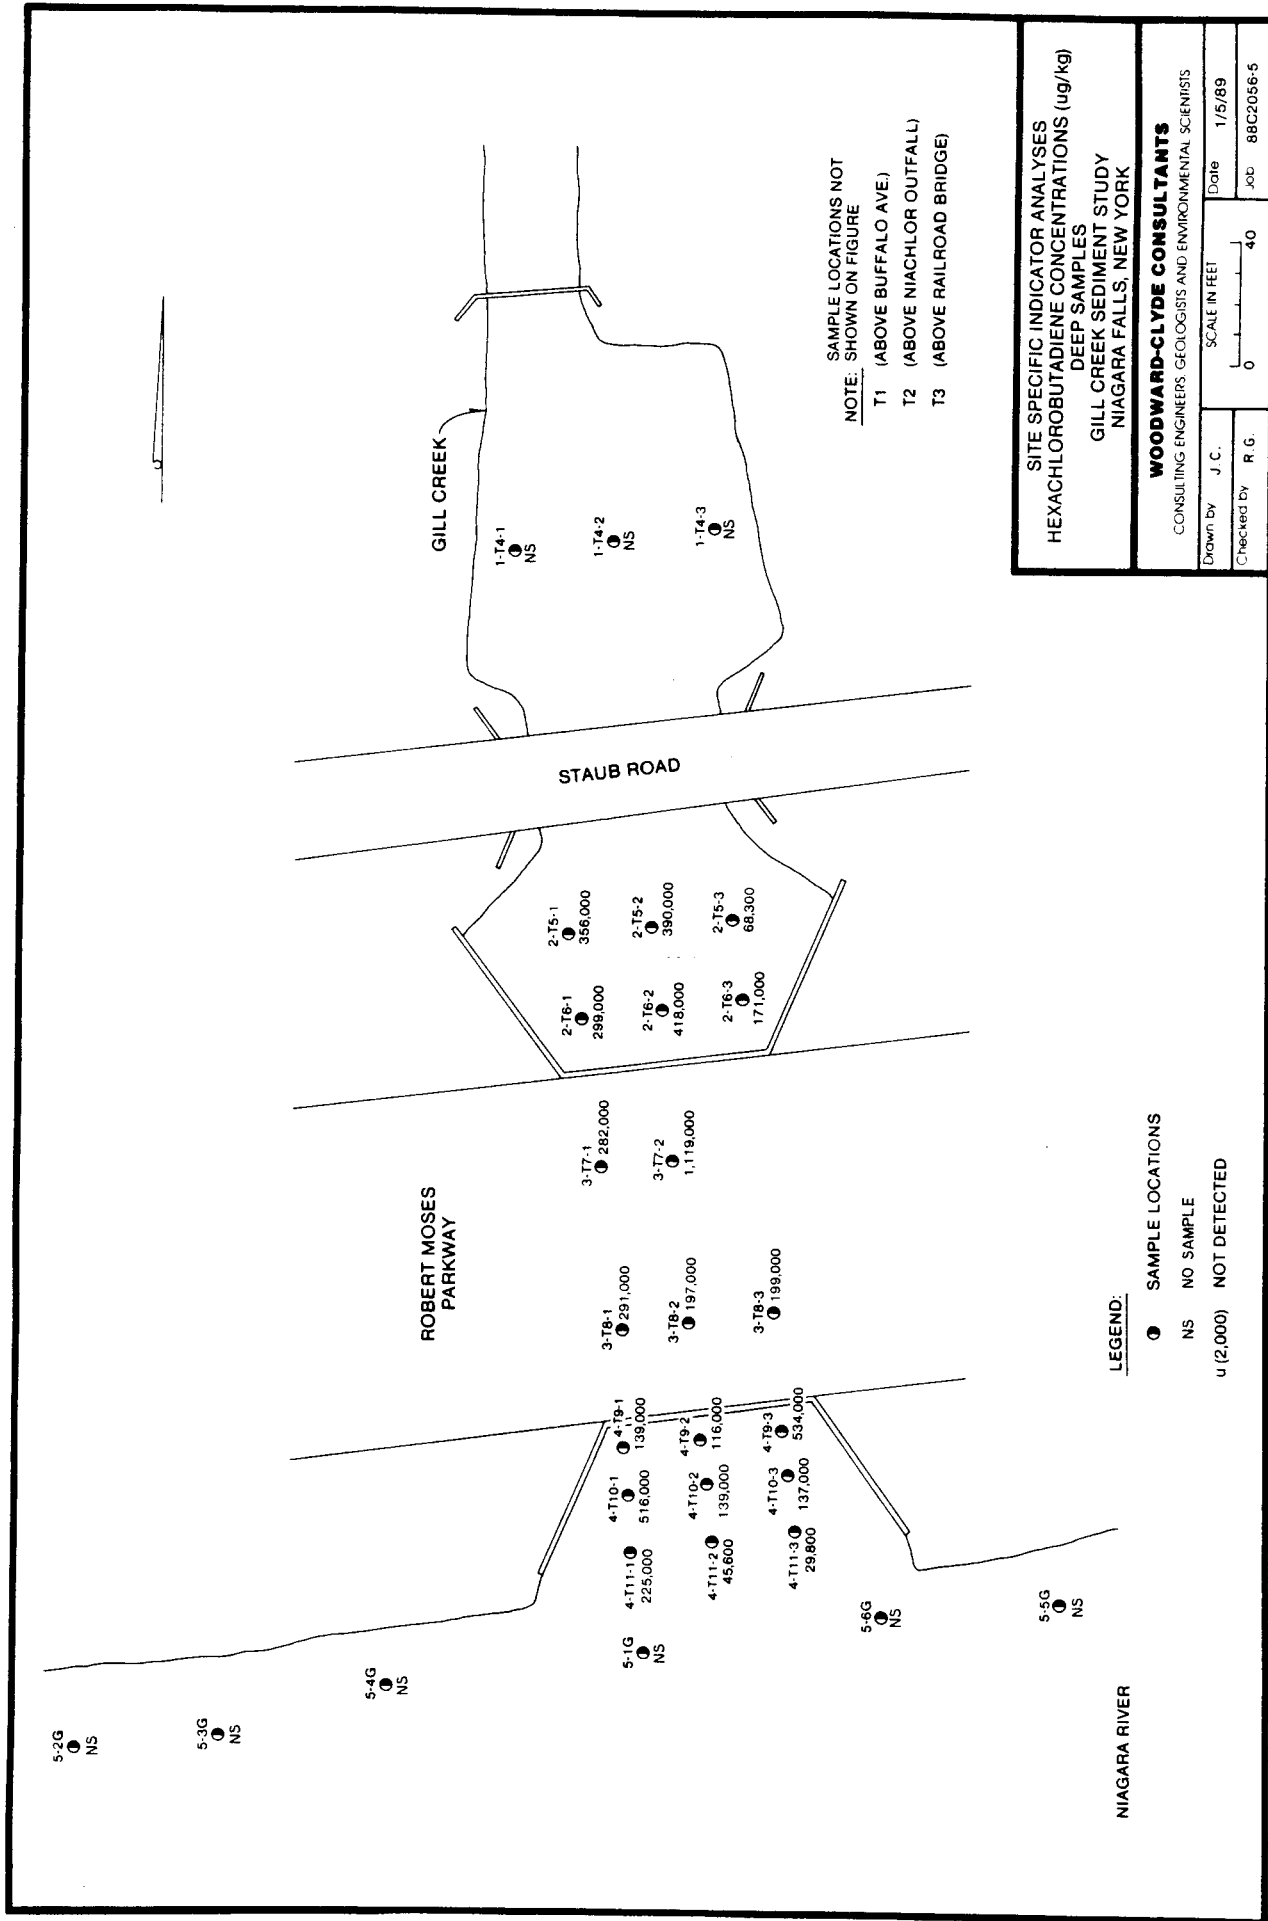 GILL CREEK
1-T4-1
NS
1-T4-2
NS
1-T4-3
NS
STAUB ROAD
2-T5-1
356,000
2-T5-2
390,000
2-T5-3
68,300
2-T6-1
299,000
2-T6-2
418,000
2-T6-3
171,000
ROBERT MOSES
PARKWAY
3-T7-1
282,000
3-T7-2
1,119,000
3-T8-1
291,000
3-T8-2
197,000
3-T8-3
199,000
4-T9-1
139,000
4-T9-2
116,000
4-T9-3
534,000
4-T10-1
516,000
4-T10-2
139,000
4-T10-3
137,000
4-T11-1
225,000
4-T11-2
45,600
4-T11-3
29,800
5-1G
NS
5-2G
NS
5-3G
NS
5-4G
NS
5-5G
NS
5-6G
NS
NIAGARA RIVER
LEGEND:
SAMPLE LOCATIONS
NS NO SAMPLE
u (2,000) NOT DETECTED
SAMPLE LOCATIONS NOT
NOTE: SHOWN ON FIGURE
T1 (ABOVE BUFFALO AVE.)
T2 (ABOVE NIACHLOR OUTFALL)
T3 (ABOVE RAILROAD BRIDGE)
SITE SPECIFIC INDICATOR ANALYSES
HEXACHLOROBUTADIENE CONCENTRATIONS (ug/kg)
DEEP SAMPLES
GILL CREEK SEDIMENT STUDY
NIAGARA FALLS, NEW YORK
WOODWARD-CLYDE CONSULTANTS
CONSULTING ENGINEERS, GEOLOGISTS AND ENVIRONMENTAL SCIENTISTS
Drawn by J.C.
Checked by R.G.
SCALE IN FEET
0 40
Date 1/5/89
Job 88C2056-5